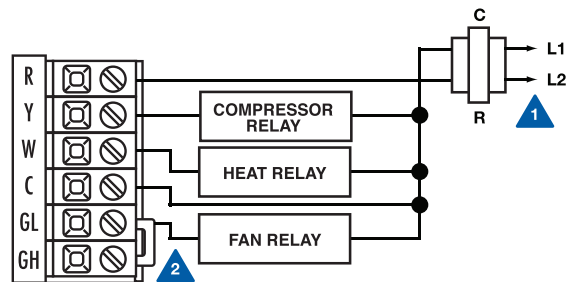 C
L1
L2
R
1
R
Y
W
C
GL
GH
COMPRESSOR
RELAY
HEAT RELAY
FAN RELAY
2